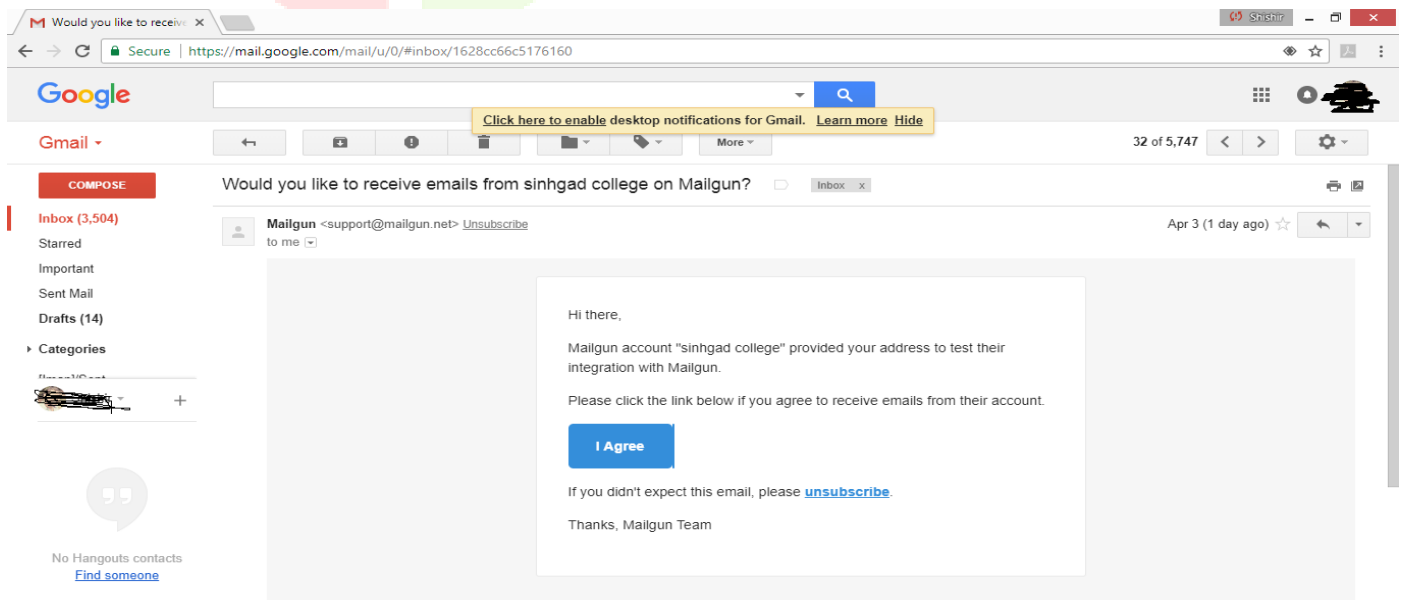 Would you like to receive
Shishir
Secure https://mail.google.com/mail/u/0/#inbox/1628cc66c5176160
Google
Click here to enable desktop notifications for Gmail. Learn more Hide
Gmail
More
32 of 5,747
COMPOSE
Would you like to receive emails from sinhgad college on Mailgun?
Inbox x
Inbox (3,504)
Mailgun <support@mailgun.net> Unsubscribe
Apr 3 (1 day ago)
to me
Starred
Important
Sent Mail
Drafts (14)
Categories
Hi there,
Mailgun account "sinhgad college" provided your address to test their
integration with Mailgun.
Please click the link below if you agree to receive emails from their account.
I Agree
If you didn't expect this email, please unsubscribe.
Thanks, Mailgun Team
No Hangouts contacts
Find someone